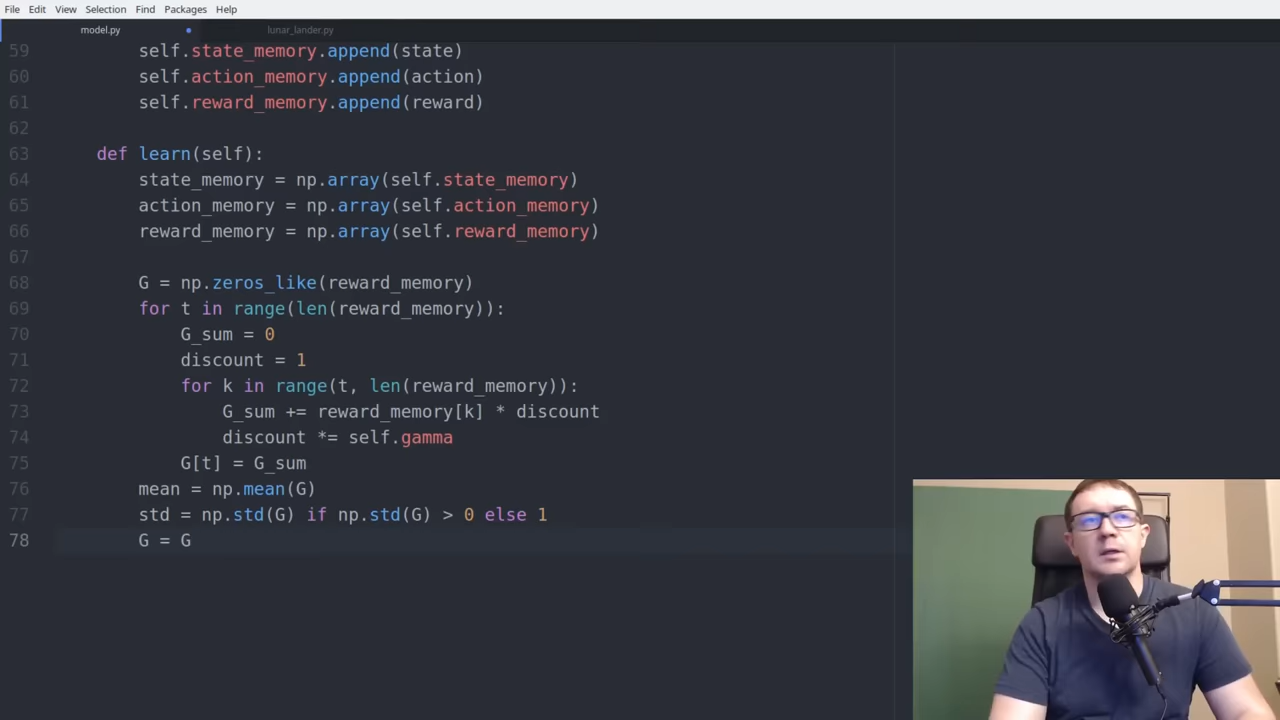 File Edit View Selection Find Packages Help
model.py lunar_lander.py
59 self.state_memory.append(state)
60 self.action_memory.append(action)
61 self.reward_memory.append(reward)
62
63 def learn(self):
64 state_memory = np.array(self.state_memory)
65 action_memory = np.array(self.action_memory)
66 reward_memory = np.array(self.reward_memory)
67
68 G = np.zeros_like(reward_memory)
69 for t in range(len(reward_memory)):
70 G_sum = 0
71 discount = 1
72 for k in range(t, len(reward_memory)):
73 G_sum += reward_memory[k] * discount
74 discount *= self.gamma
75 G[t] = G_sum
76 mean = np.mean(G)
77 std = np.std(G) if np.std(G) > 0 else 1
78 G = G